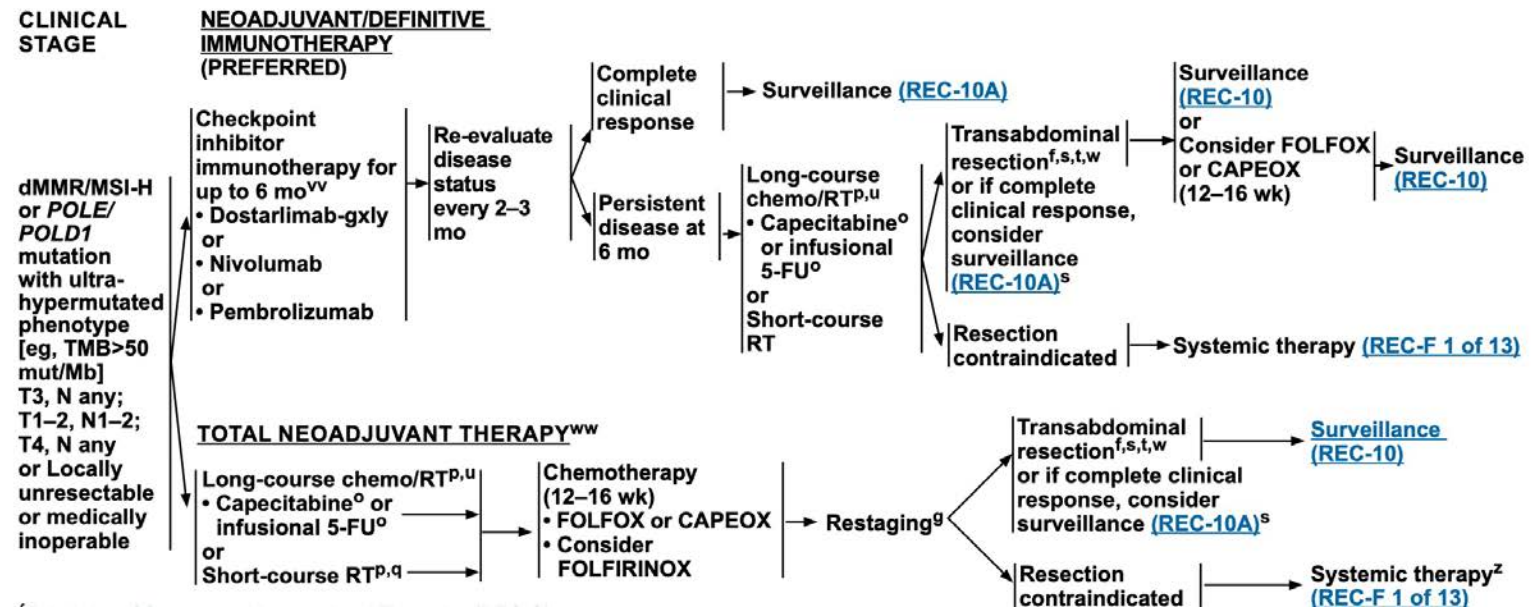 CLINICAL
STAGE
NEOADJUVANT/DEFINITIVE
IMMUNOTHERAPY
(PREFERRED)
dMMR/MSI-H
or POLE/
POLD1
mutation
with ultra-
hypermutated
phenotype
[eg, TMB>50
mut/Mb]
T3, N any;
T1–2, N1–2;
T4, N any
or Locally
unresectable
or medically
inoperable
Checkpoint
inhibitor
immunotherapy for
up to 6 moᵛᵛ
• Dostarlimab-gxly
or
• Nivolumab
or
• Pembrolizumab
Re-evaluate
disease
status
every 2–3
mo
Complete
clinical
response
Surveillance (REC-10A)
Persistent
disease at
6 mo
Long-course
chemo/RTᵖ,ᵘ
• Capecitabineᵒ
or infusional
5-FUᵒ
or
Short-course
RT
Transabdominal
resectionᶠ,ˢ,ᵗ,ʷ
or if complete
clinical response,
consider
surveillance
(REC-10A)ˢ
Surveillance
(REC-10)
or
Consider FOLFOX
or CAPEOX
(12–16 wk)
Surveillance
(REC-10)
Resection
contraindicated
Systemic therapy (REC-F 1 of 13)
TOTAL NEOADJUVANT THERAPYʷʷ
Long-course chemo/RTᵖ,ᵘ
• Capecitabineᵒ or
infusional 5-FUᵒ
or
Short-course RTᵖ,q
Chemotherapy
(12–16 wk)
• FOLFOX or CAPEOX
• Consider
FOLFIRINOX
Restagingᵍ
Transabdominal
resectionᶠ,ˢ,ᵗ,ʷ
or if complete clinical
response, consider
surveillance (REC-10A)ˢ
Surveillance
(REC-10)
Resection
contraindicated
Systemic therapyᶻ
(REC-F 1 of 13)